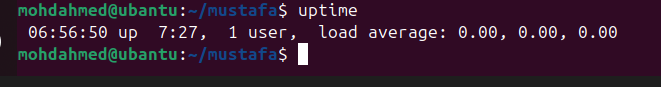 mohdahmed@ubantu:~/mustafa$ uptime
 06:56:50 up  7:27,  1 user,  load average: 0.00, 0.00, 0.00
mohdahmed@ubantu:~/mustafa$